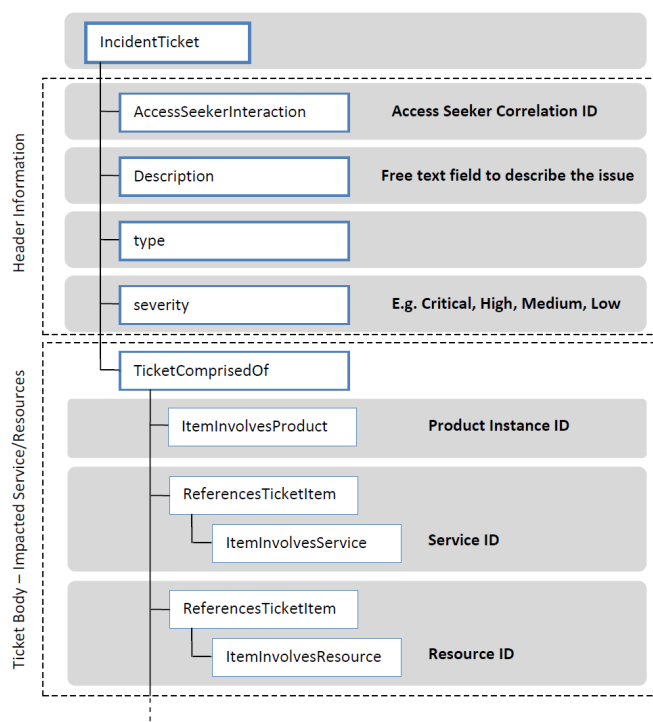 IncidentTicket
Header Information
AccessSeekerInteraction
Access Seeker Correlation ID
Description
Free text field to describe the issue
type
severity
E.g. Critical, High, Medium, Low
Ticket Body – Impacted Service/Resources
TicketComprisedOf
ItemInvolvesProduct
Product Instance ID
ReferencesTicketItem
ItemInvolvesService
Service ID
ReferencesTicketItem
ItemInvolvesResource
Resource ID